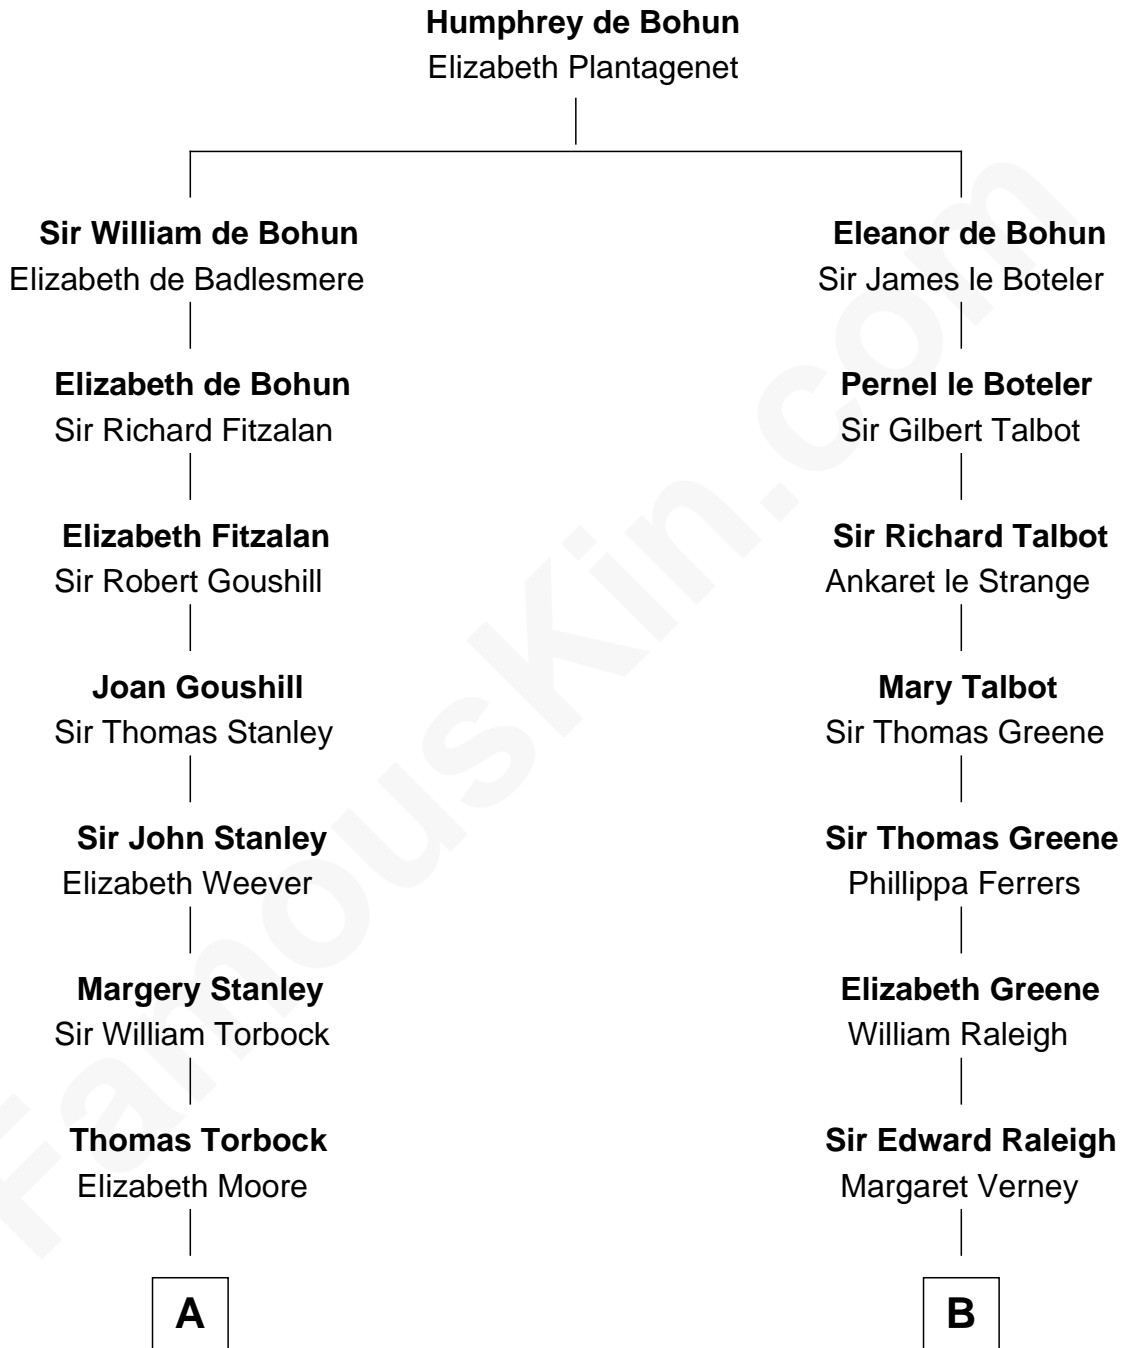 Humphrey de Bohun
Elizabeth Plantagenet
Sir William de Bohun
Elizabeth de Badlesmere
Eleanor de Bohun
Sir James le Boteler
Elizabeth de Bohun
Sir Richard Fitzalan
Pernel le Boteler
Sir Gilbert Talbot
Elizabeth Fitzalan
Sir Robert Goushill
Sir Richard Talbot
Ankaret le Strange
Joan Goushill
Sir Thomas Stanley
Mary Talbot
Sir Thomas Greene
Sir John Stanley
Elizabeth Weever
Sir Thomas Greene
Phillippa Ferrers
Margery Stanley
Sir William Torbock
Elizabeth Greene
William Raleigh
Thomas Torbock
Elizabeth Moore
Sir Edward Raleigh
Margaret Verney
A
B
FamousKin.com